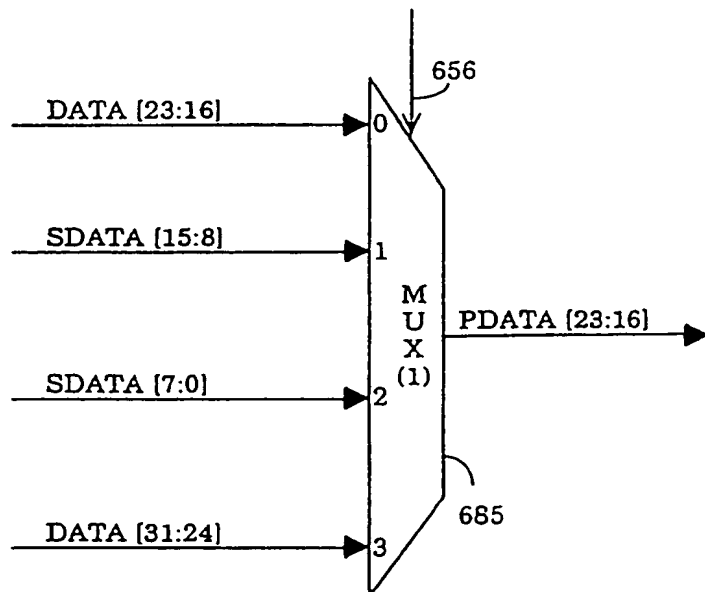 656
DATA [23:16]
0
SDATA [15:8]
1
M
U
X
(1)
PDATA [23:16]
SDATA [7:0]
2
685
DATA [31:24]
3